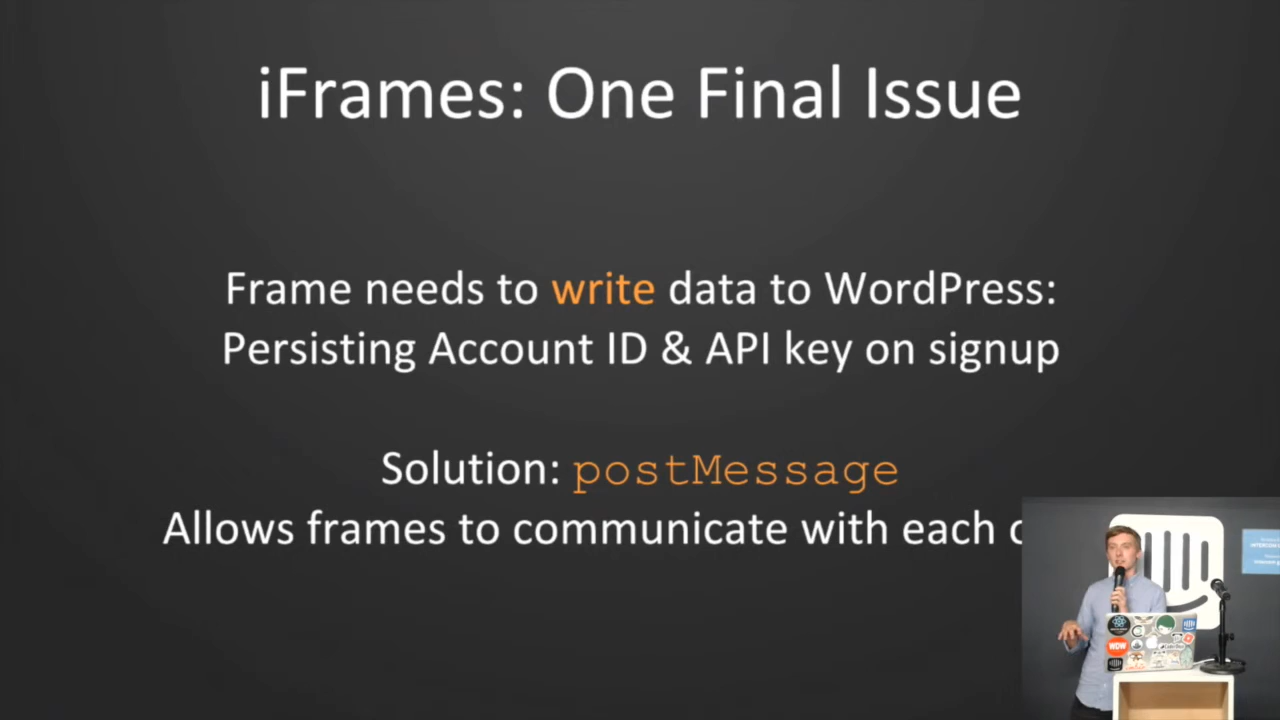 iFrames: One Final Issue
Frame needs to write data to WordPress:
Persisting Account ID & API key on signup
Solution: postMessage
Allows frames to communicate with each
WDW